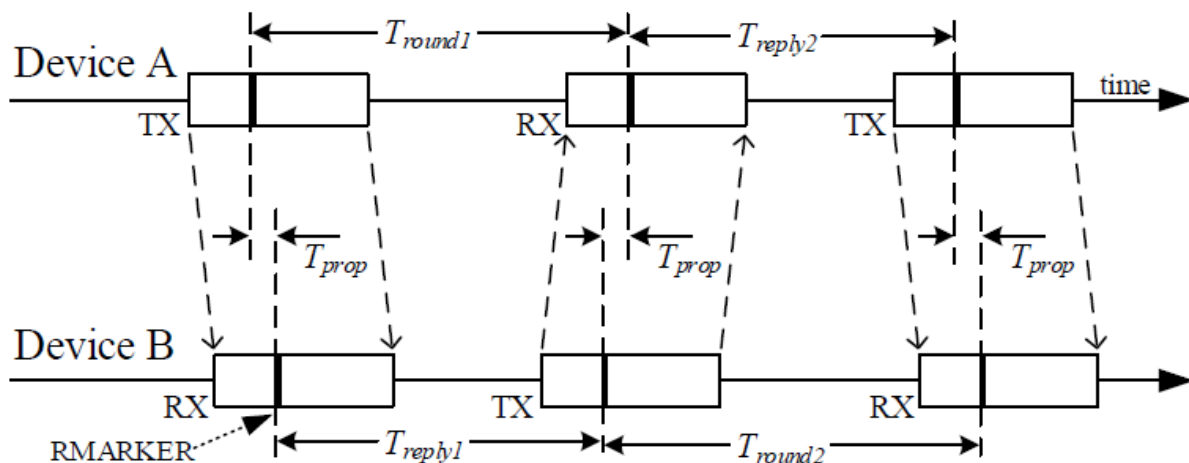 T_round1 T_reply2
Device A
time
TX RX TX
T_prop T_prop T_prop
Device B
RX TX RX
RMARKER
T_reply1 T_round2